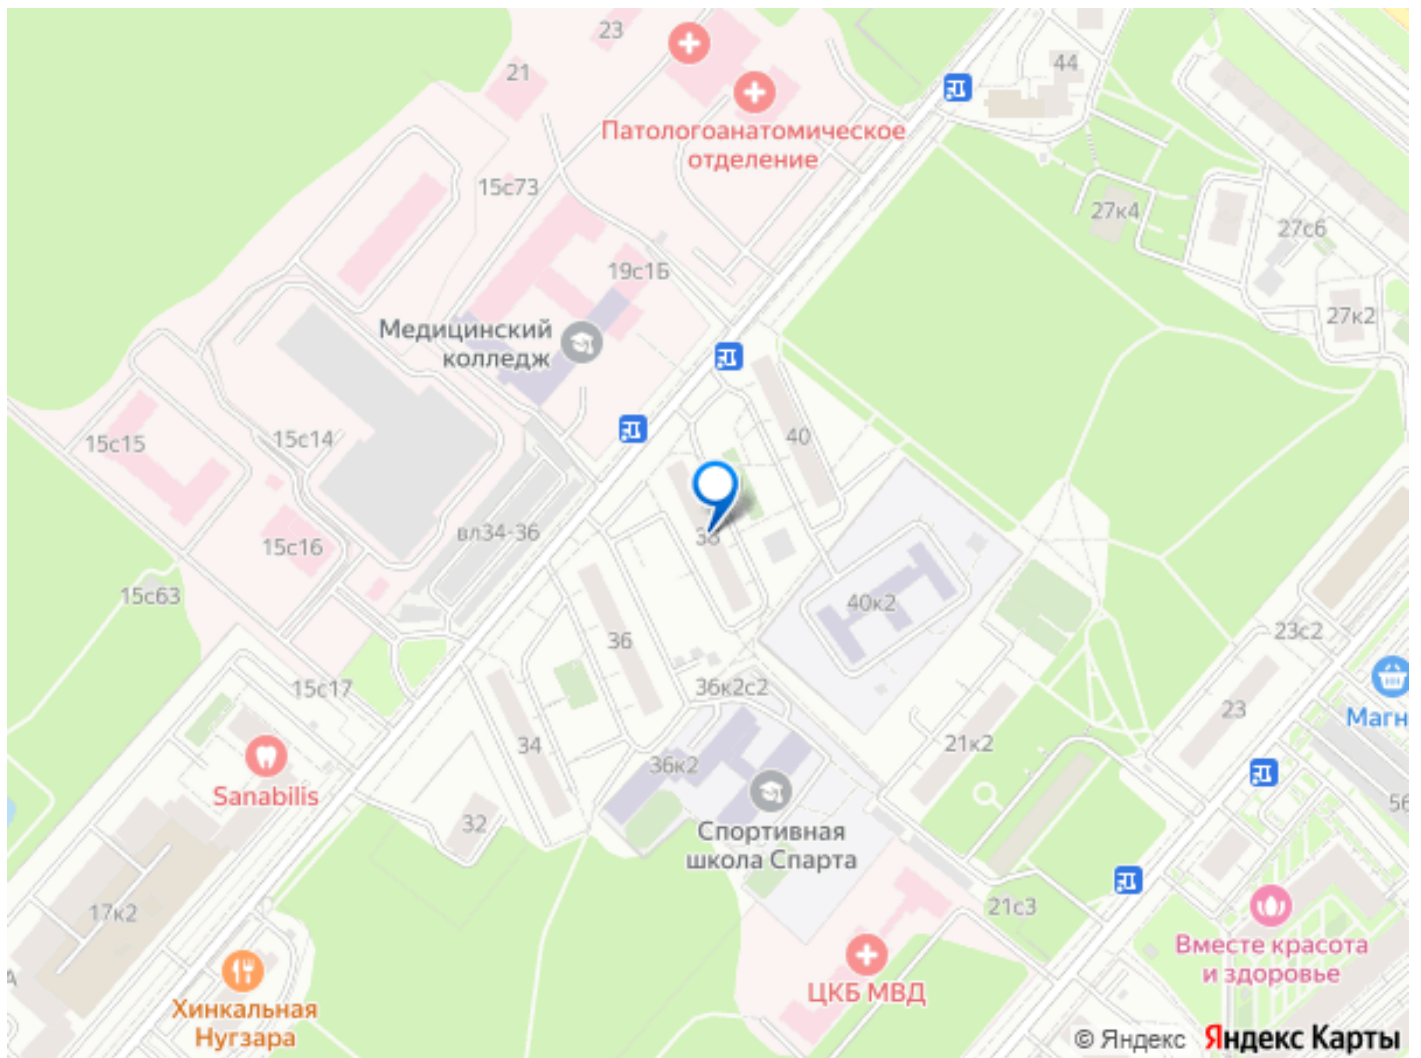 23
21
44
Патологоанатомическое
отделение
15с73
27к4
27с6
19с1Б
27к2
Медицинский
колледж
40
15с15
15с14
вл34-36
38
15с16
15с63
40к2
23с2
36
15с17
36к2с2
Магн
23
34
21к2
36к2
Sanabilis
56
32
Спортивная
школа Спарта
17к2
21с3
Вместе красота
и здоровье
А
ЦКБ МВД
Хинкальная
Нугзара
© Яндекс Яндекс Карты